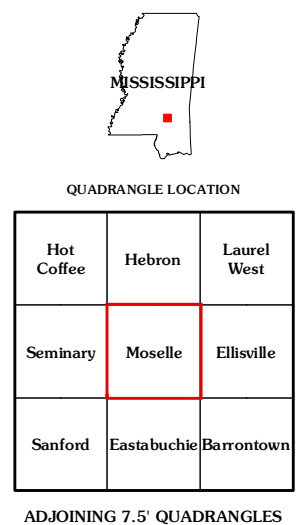 MISSISSIPPI
QUADRANGLE LOCATION
Hot
Coffee
Hebron
Laurel
West
Seminary
Moselle
Ellisville
Sanford
Eastabuchie
Barrontown
ADJOINING 7.5' QUADRANGLES